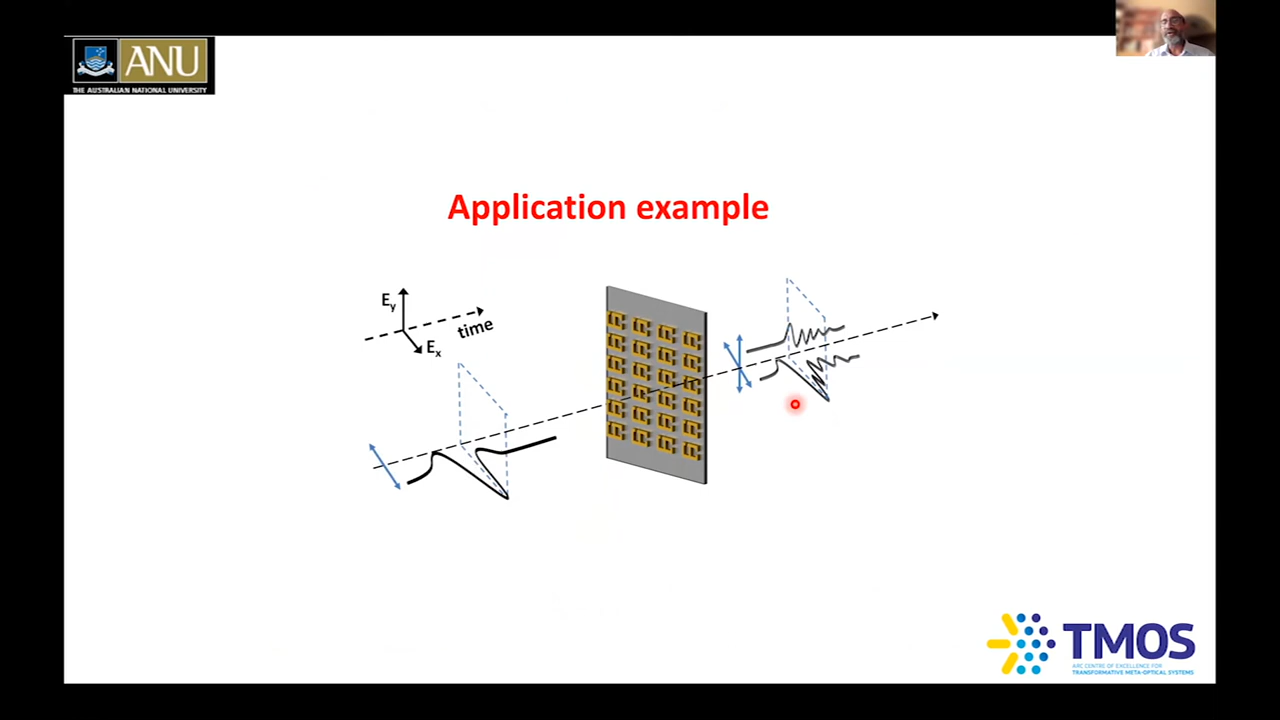 ANU
THE AUSTRALIAN NATIONAL UNIVERSITY
Application example
Ey
time
Ex
TMOS
ARC CENTRE OF EXCELLENCE FOR
TRANSFORMATIVE META-OPTICAL SYSTEMS